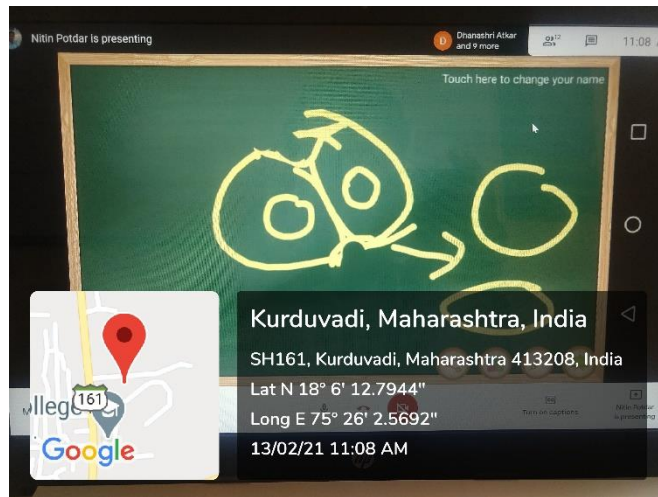 Nitin Potdar is presenting
Dhanashri Atkar
and 9 more
12
11:08
Touch here to change your name
Kurduvadi, Maharashtra, India
SH161, Kurduvadi, Maharashtra 413208, India
Lat N 18° 6' 12.7944"
Long E 75° 26' 2.5692"
13/02/21 11:08 AM
161
Google
Turn on captions
Nitin Potdar
is presenting